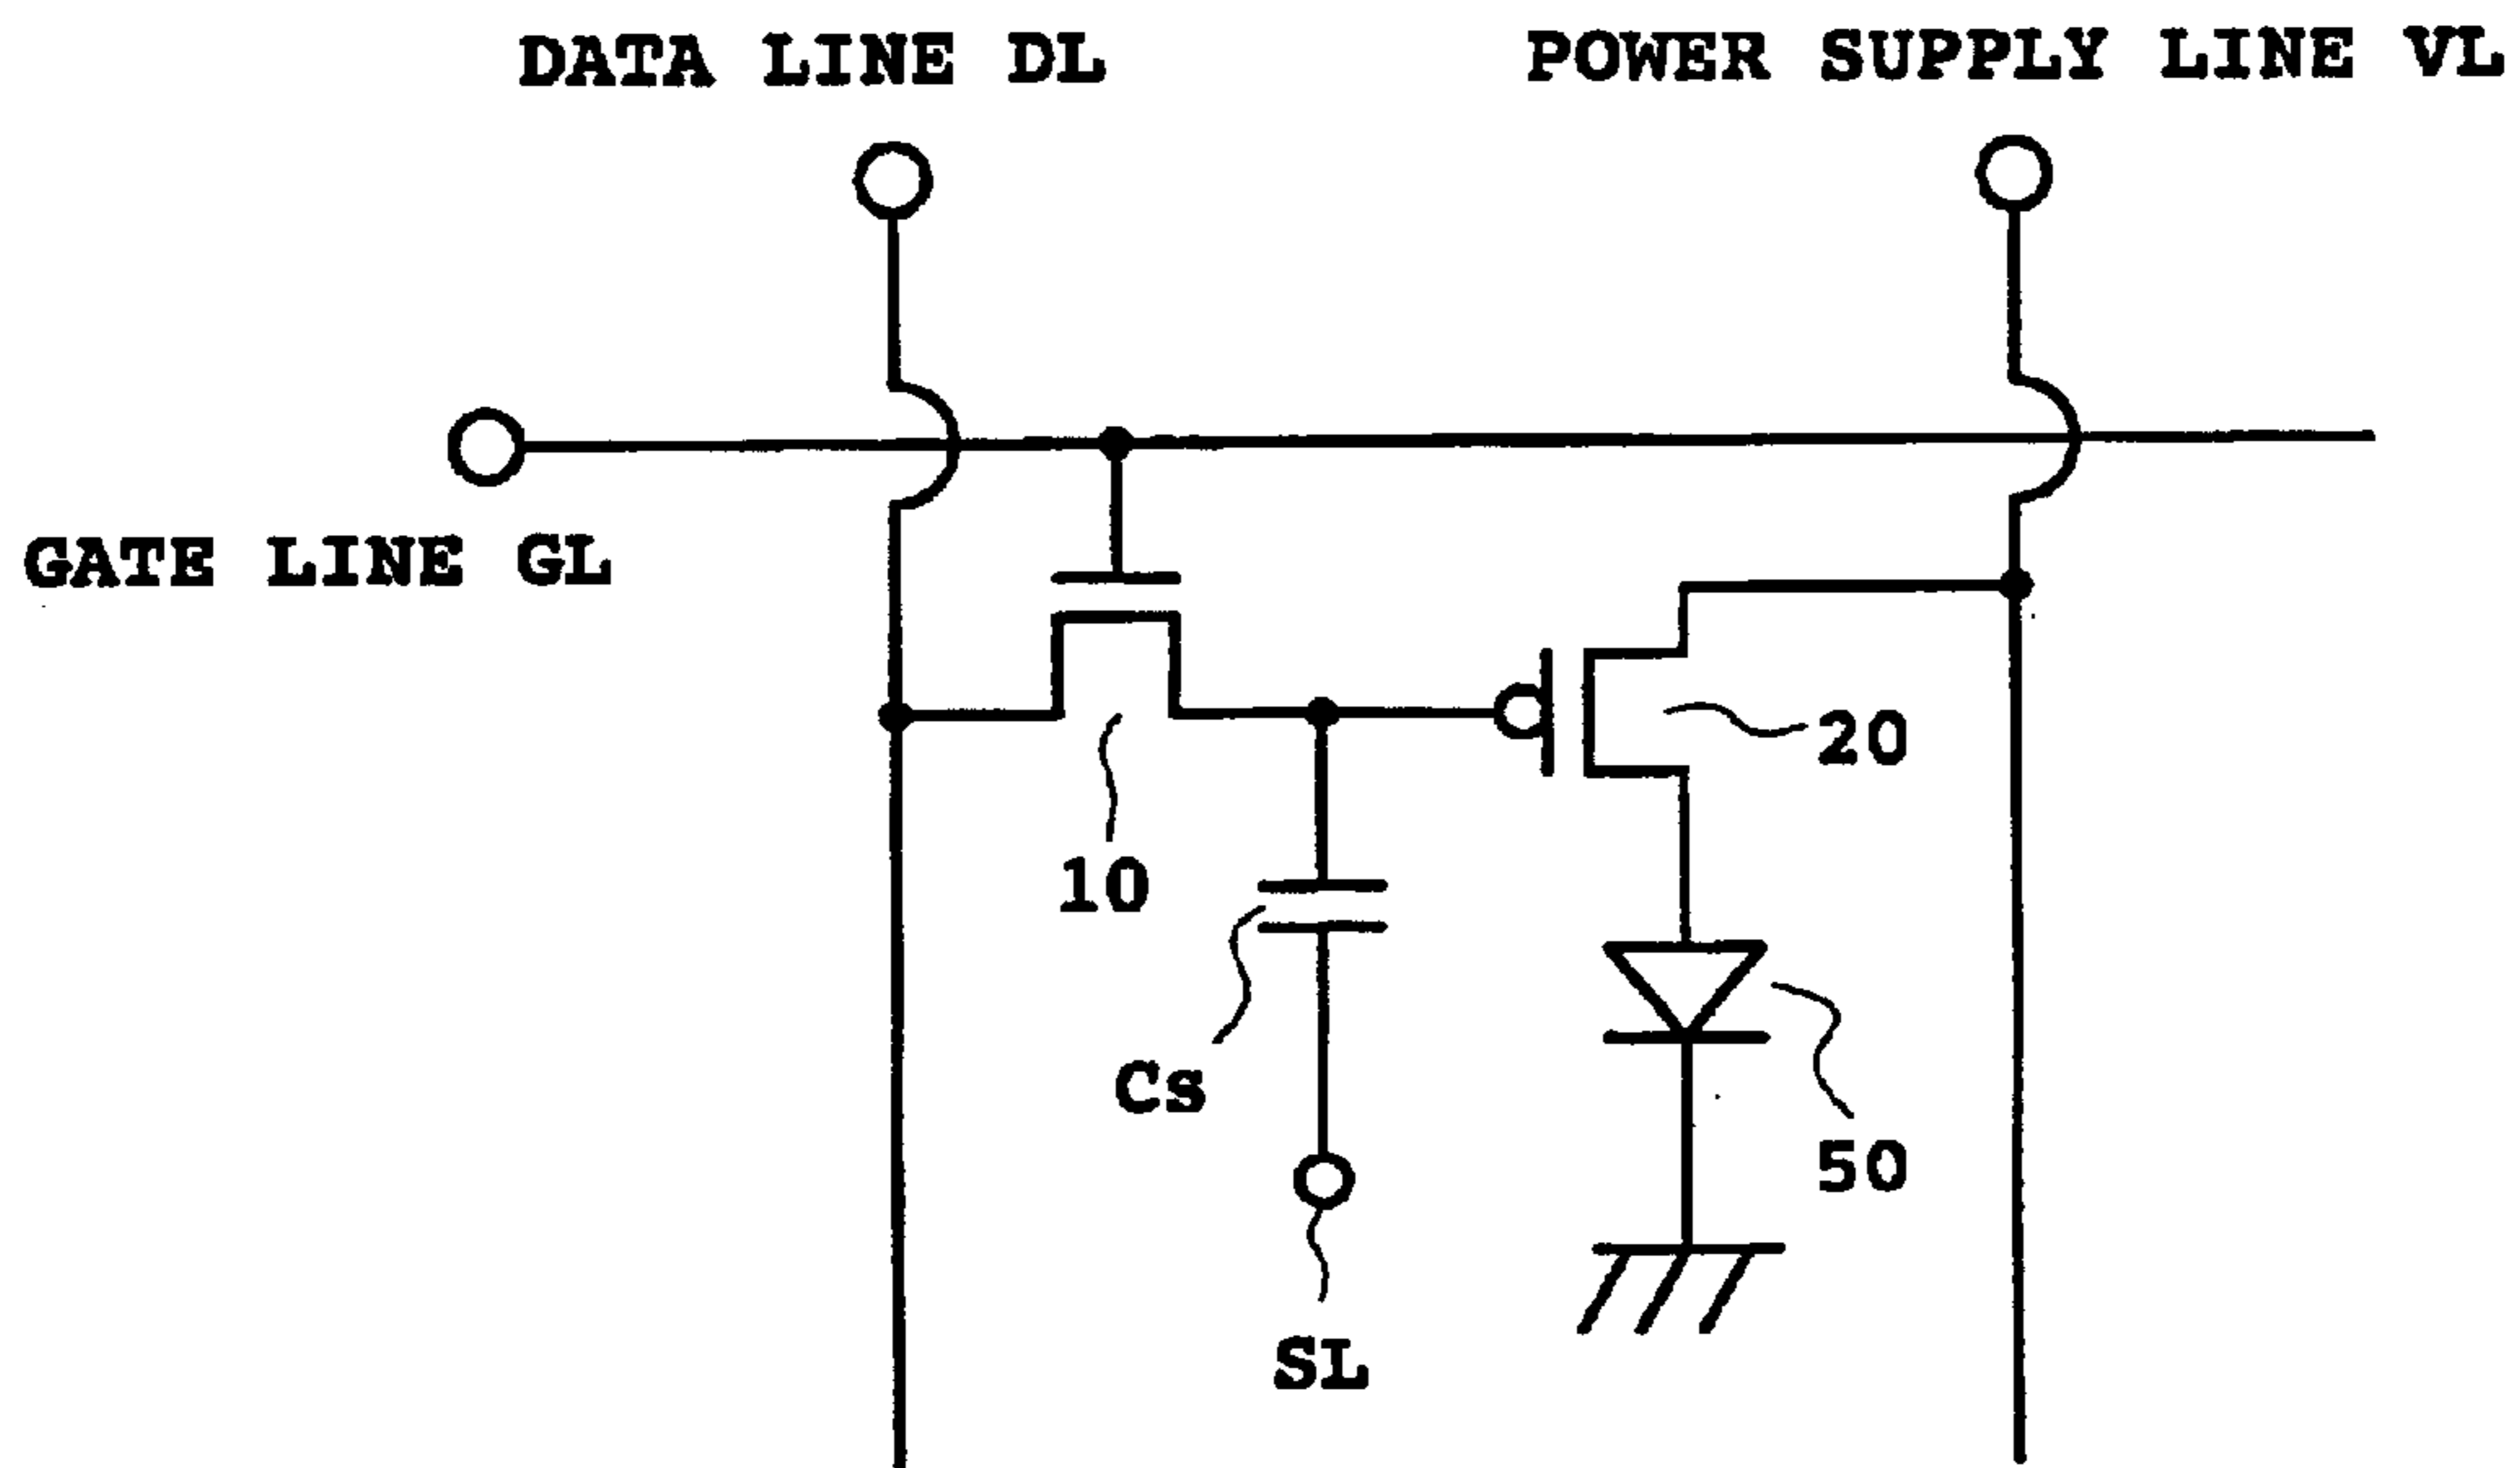 DATA LINE DL
POWER SUPPLY LINE VL
GATE LINE GL
20
10
Cs
50
SL